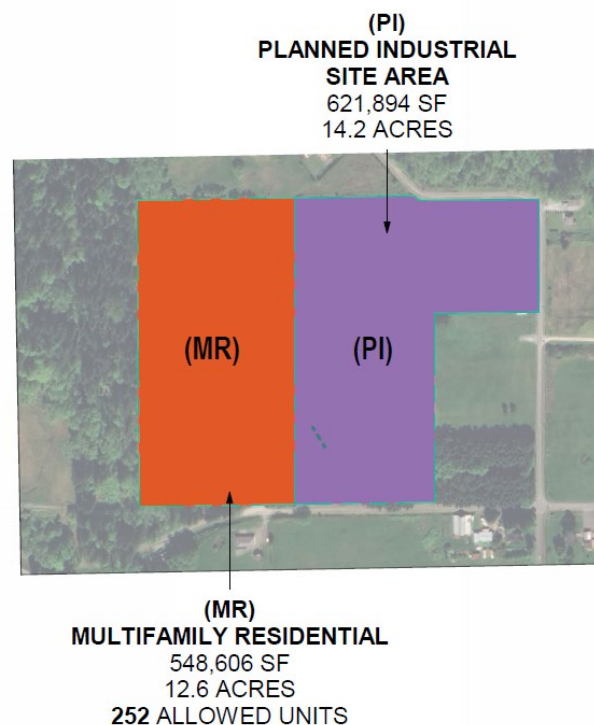 (PI)
PLANNED INDUSTRIAL
SITE AREA
621,894 SF
14.2 ACRES
(MR)
(PI)
(MR)
MULTIFAMILY RESIDENTIAL
548,606 SF
12.6 ACRES
252 ALLOWED UNITS